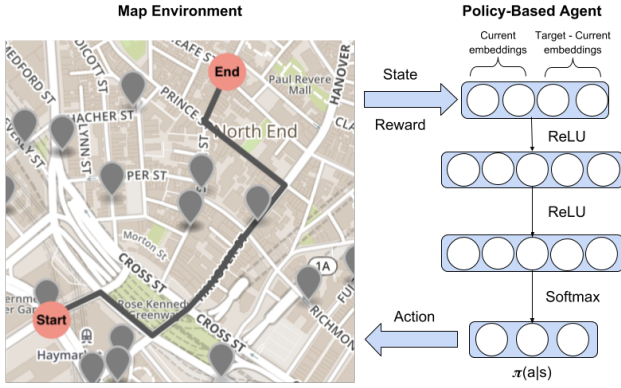 Map Environment
Policy-Based Agent
Current
embeddings
Target - Current
embeddings
State
Reward
ReLU
ReLU
Softmax
Action
π(a|s)
End
Start
Paul Revere
Mall
HANOVER
PRINCE ST
North End
MEDFORD ST
LYNN ST
PER ST
Morton St
CROSS ST
CROSS ST
Rose Kennedy
Greenway
1A
RICHMON
Haymarket